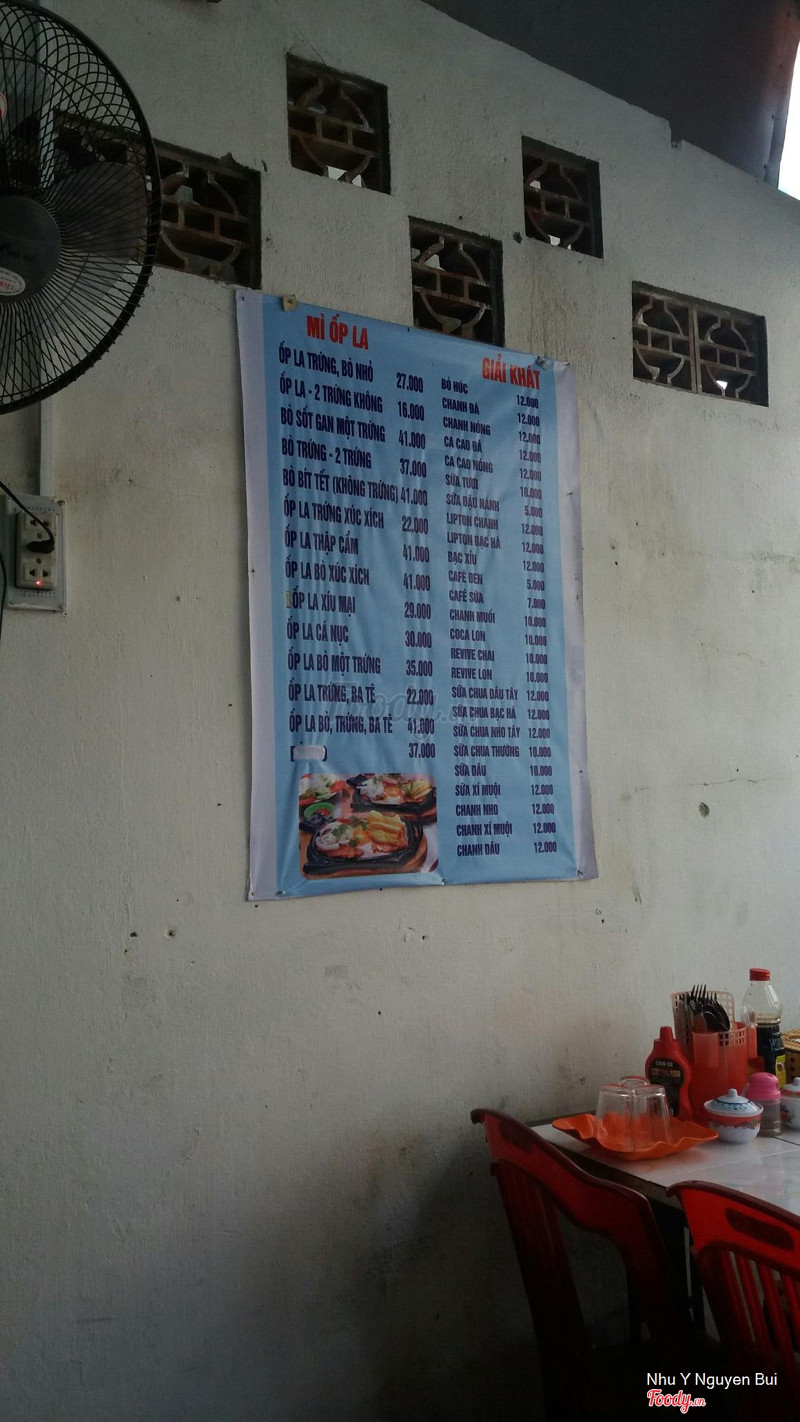 MÌ ỐP LA
ỐP LA TRỨNG, BÒ NHỎ 27.000
ỐP LA - 2 TRỨNG KHÔNG 16.000
BÒ SỐT GAN MỘT TRỨNG 41.000
BÒ TRỨNG - 2 TRỨNG 37.000
BÒ BÍT TẾT (KHÔNG TRỨNG) 41.000
ỐP LA TRỨNG XÚC XÍCH 22.000
ỐP LA THẬP CẨM 41.000
ỐP LA BÒ XÚC XÍCH 41.000
ỐP LA XÍU MẠI 29.000
ỐP LA CÁ NỤC 30.000
ỐP LA BÒ MỘT TRỨNG 35.000
ỐP LA TRỨNG, BA TÊ 22.000
ỐP LA BÒ, TRỨNG, BA TÊ 41.000
37.000
GIẢI KHÁT
BÒ HÚC 12.000
CHANH ĐÁ 12.000
CHANH NÓNG 12.000
CA CAO ĐÁ 12.000
CA CAO NÓNG 12.000
SỮA TƯƠI 10.000
SỮA ĐẬU NÀNH 5.000
LIPTON CHANH 12.000
LIPTON BẠC HÀ 12.000
BẠC XỈU 12.000
CAFÉ ĐEN 5.000
CAFÉ SỮA 7.000
CHANH MUỐI 10.000
COCA LON 10.000
REVIVE CHAI 10.000
REVIVE LON 10.000
SỮA CHUA DÂU TÂY 12.000
SỮA CHUA BẠC HÀ 12.000
SỮA CHUA NHO TÂY 12.000
SỮA CHUA THƯỜNG 10.000
SỮA DÂU 10.000
SỮA XÍ MUỘI 12.000
CHANH NHO 12.000
CHANH XÍ MUỘI 12.000
CHANH DÂU 12.000
Foody.vn
Nhu Y Nguyen Bui
Foody.vn